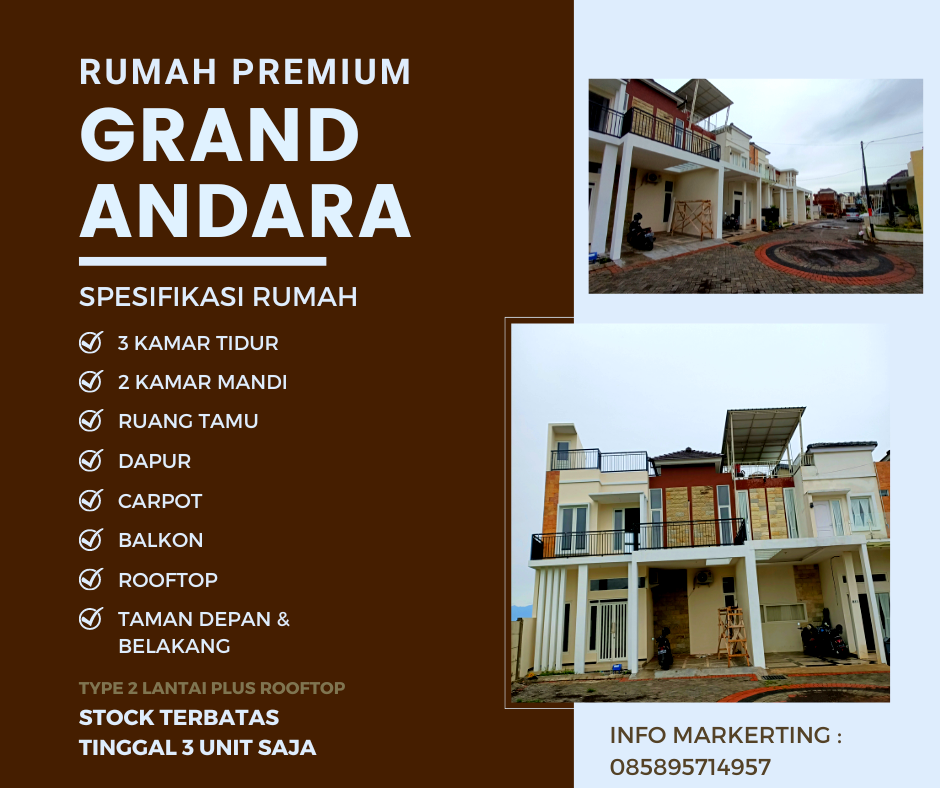 RUMAH PREMIUM
GRAND
ANDARA
SPESIFIKASI RUMAH
3 KAMAR TIDUR
2 KAMAR MANDI
RUANG TAMU
DAPUR
CARPOT
BALKON
ROOFTOP
TAMAN DEPAN &
BELAKANG
TYPE 2 LANTAI PLUS ROOFTOP
STOCK TERBATAS
TINGGAL 3 UNIT SAJA
INFO MARKERTING :
085895714957